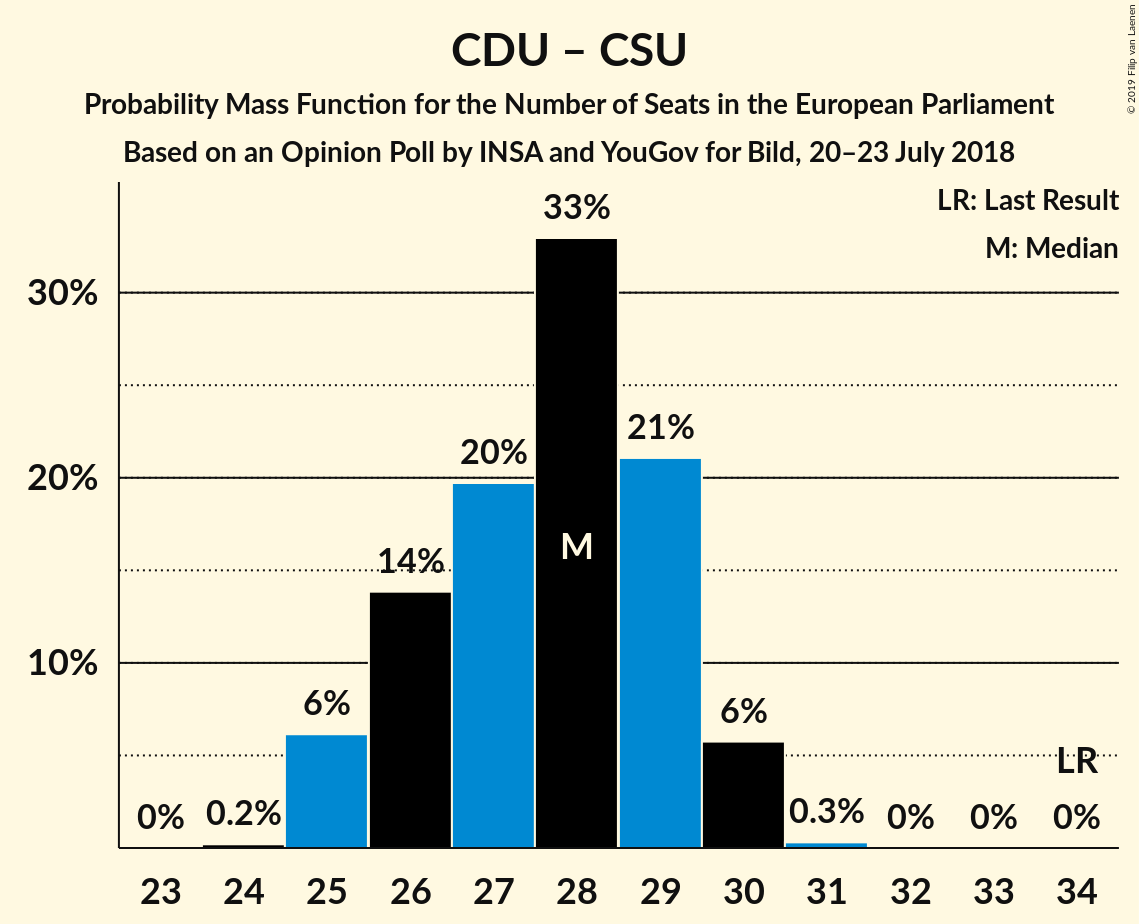 CDU – CSU
Probability Mass Function for the Number of Seats in the European Parliament
Based on an Opinion Poll by INSA and YouGov for Bild, 20–23 July 2018
© 2019 Filip van Laenen
LR: Last Result
M: Median
33%
30%
21%
20%
20%
M
14%
10%
6%
6%
LR
0% 0.2% 0.3% 0% 0% 0%
23 24 25 26 27 28 29 30 31 32 33 34